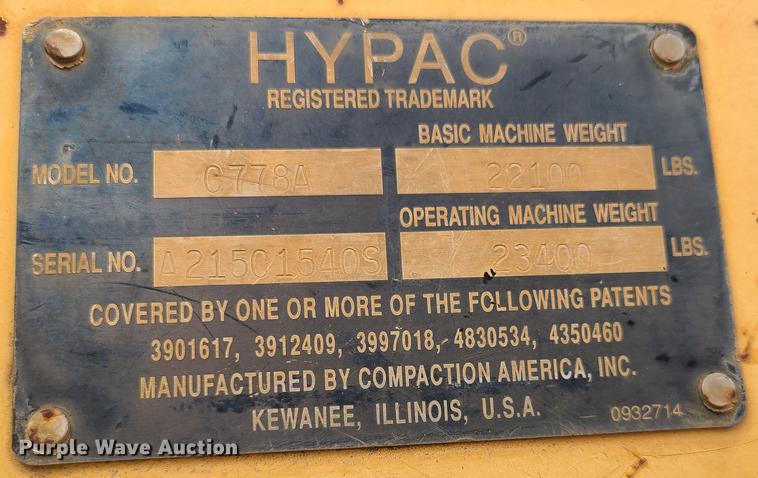 HYPAC®
REGISTERED TRADEMARK
BASIC MACHINE WEIGHT
MODEL NO. C778A 22100 LBS.
OPERATING MACHINE WEIGHT
SERIAL NO. A21501540S 23400 LBS.
COVERED BY ONE OR MORE OF THE FOLLOWING PATENTS
3901617, 3912409, 3997018, 4830534, 4350460
MANUFACTURED BY COMPACTION AMERICA, INC.
KEWANEE, ILLINOIS, U.S.A. 0932714
Purple Wave Auction